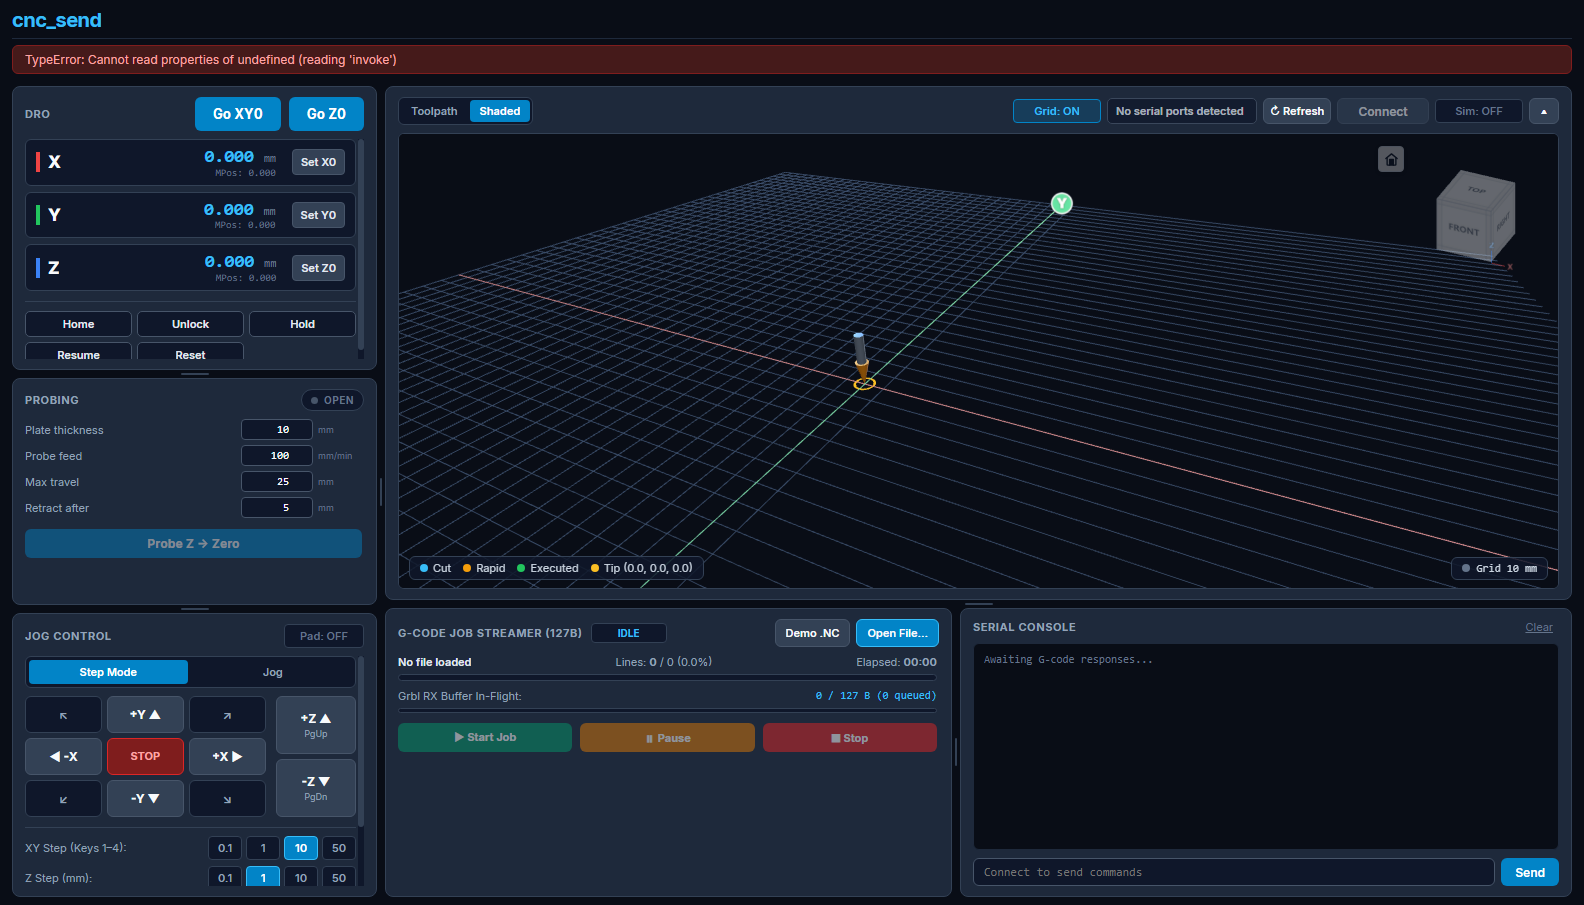 cnc_send
TypeError: Cannot read properties of undefined (reading 'invoke')
DRO
Go XY0
Go Z0
X
0.000 mm
MPos: 0.000
Set X0
Y
0.000 mm
MPos: 0.000
Set Y0
Z
0.000 mm
MPos: 0.000
Set Z0
Home
Unlock
Hold
Resume
Reset
PROBING
OPEN
Plate thickness
10
mm
Probe feed
100
mm/min
Max travel
25
mm
Retract after
5
mm
Probe Z → Zero
JOG CONTROL
Pad: OFF
Step Mode
Jog
↖
+Y ▲
↗
+Z ▲
PgUp
◀ -X
STOP
+X ▶
↙
-Y ▼
↘
-Z ▼
PgDn
XY Step (Keys 1–4):
0.1
1
10
50
Z Step (mm):
0.1
1
10
50
Toolpath
Shaded
Grid: ON
No serial ports detected
↻ Refresh
Connect
Sim: OFF
▲
Y
TOP
FRONT
RIGHT
X
Cut
Rapid
Executed
Tip (0.0, 0.0, 0.0)
Grid 10 mm
G-CODE JOB STREAMER (127B)
IDLE
Demo .NC
Open File...
No file loaded
Lines: 0 / 0 (0.0%)
Elapsed: 00:00
Grbl RX Buffer In-Flight:
0 / 127 B (0 queued)
▶ Start Job
⏸ Pause
■ Stop
SERIAL CONSOLE
Clear
Awaiting G-code responses...
Connect to send commands
Send